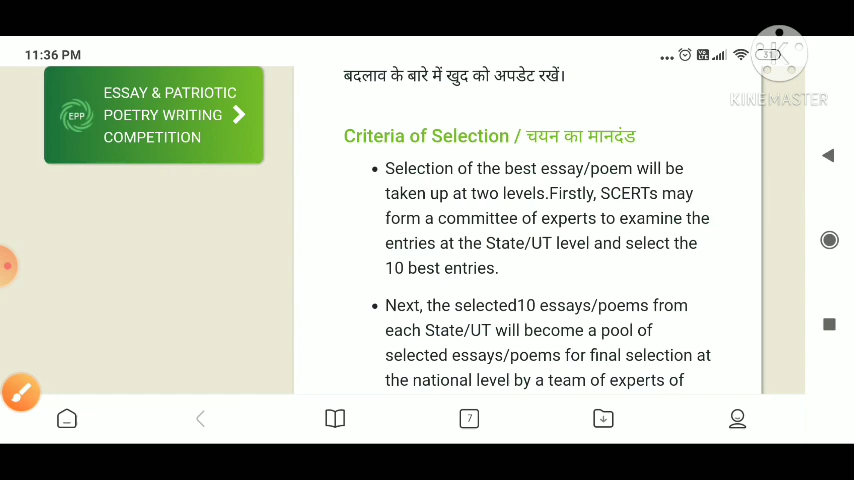 11:36 PM
31
KINEMASTER
ESSAY & PATRIOTIC
POETRY WRITING
COMPETITION
EPP
बदलाव के बारे में खुद को अपडेट रखें।
Criteria of Selection / चयन का मानदंड
• Selection of the best essay/poem will be
taken up at two levels.Firstly, SCERTs may
form a committee of experts to examine the
entries at the State/UT level and select the
10 best entries.
• Next, the selected10 essays/poems from
each State/UT will become a pool of
selected essays/poems for final selection at
the national level by a team of experts of
7